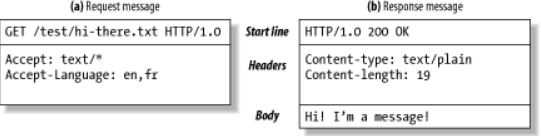 (a) Request message
GET /test/hi-there.txt HTTP/1.0
Accept: text/*
Accept-Language: en,fr
Start line
Headers
Body
(b) Response message
HTTP/1.0 200 OK
Content-type: text/plain
Content-length: 19
Hi! I'm a message!